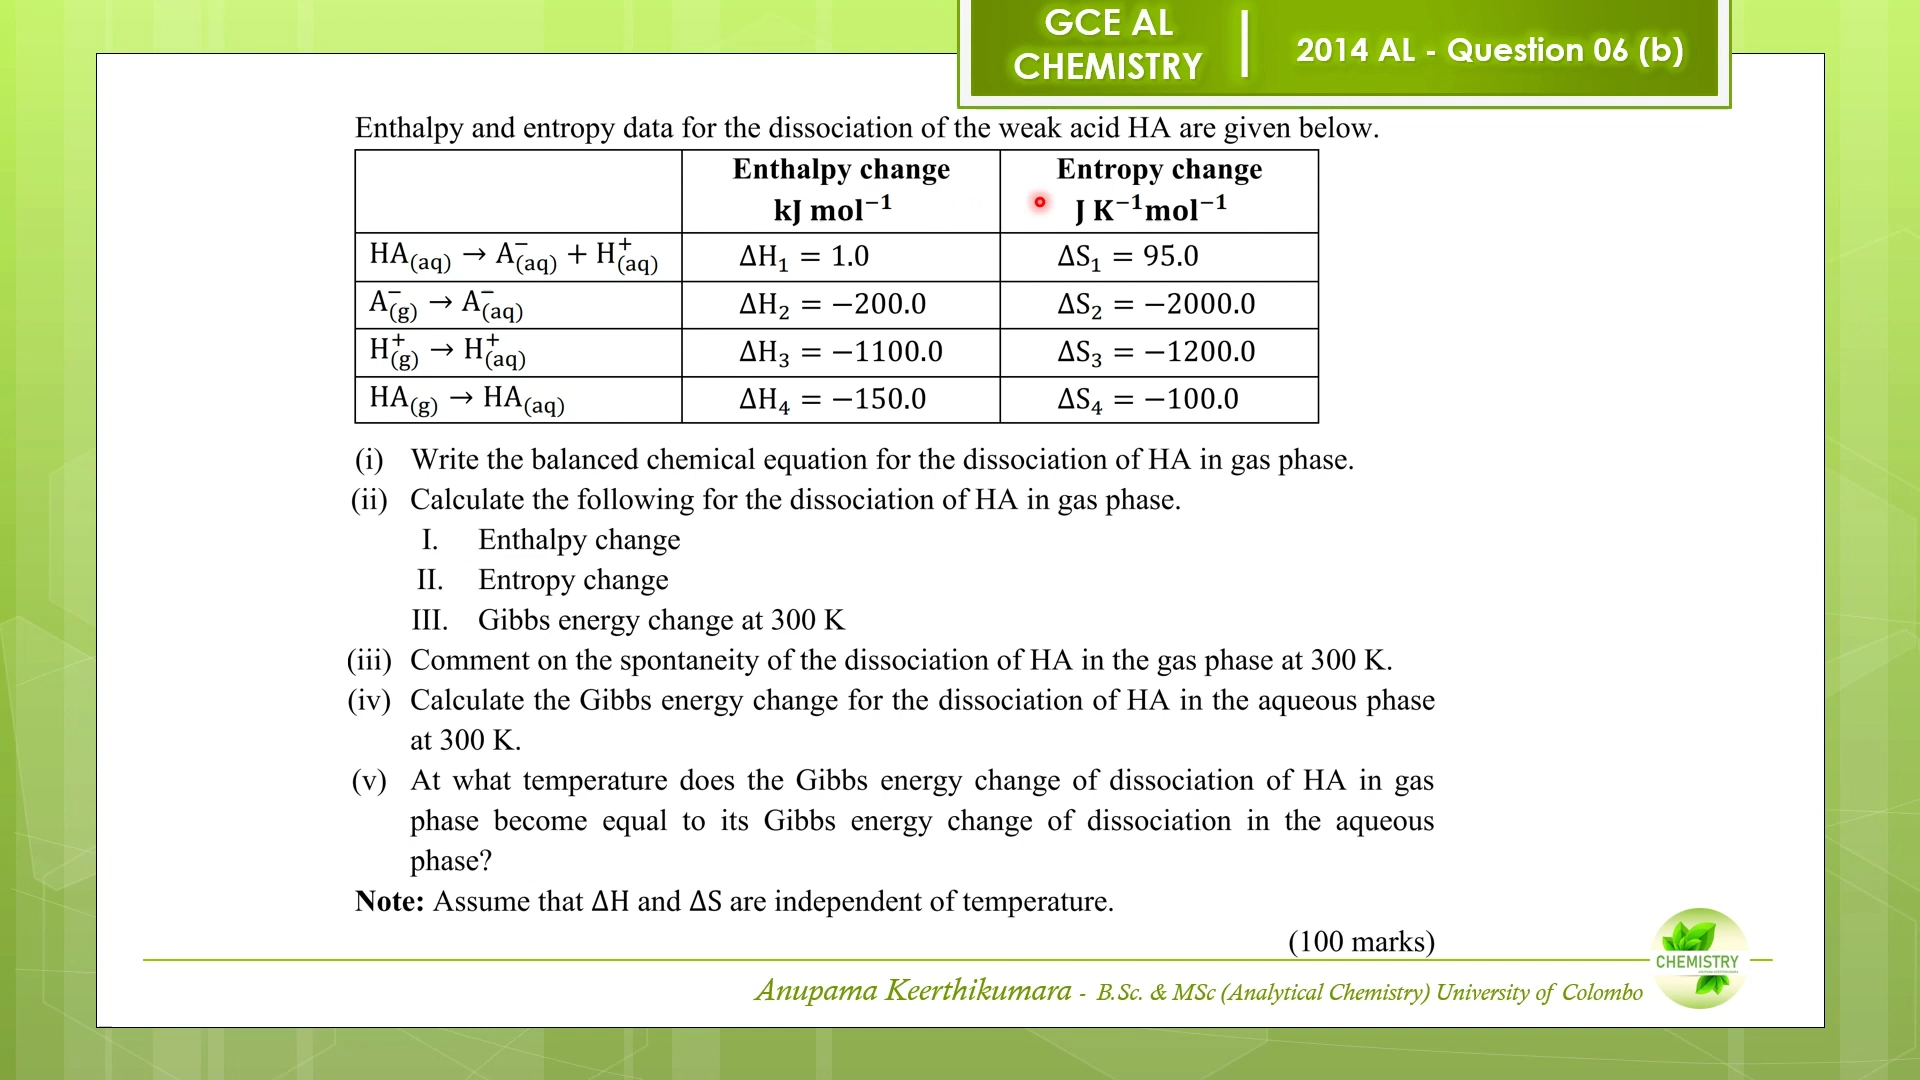 GCE AL
CHEMISTRY
2014 AL - Question 06 (b)
Enthalpy and entropy data for the dissociation of the weak acid HA are given below.
Enthalpy change
kJ mol⁻¹
Entropy change
J K⁻¹mol⁻¹
HA₍aq₎ → A⁻₍aq₎ + H⁺₍aq₎ ΔH₁ = 1.0 ΔS₁ = 95.0
A⁻₍g₎ → A⁻₍aq₎ ΔH₂ = −200.0 ΔS₂ = −2000.0
H⁺₍g₎ → H⁺₍aq₎ ΔH₃ = −1100.0 ΔS₃ = −1200.0
HA₍g₎ → HA₍aq₎ ΔH₄ = −150.0 ΔS₄ = −100.0
(i) Write the balanced chemical equation for the dissociation of HA in gas phase.
(ii) Calculate the following for the dissociation of HA in gas phase.
I. Enthalpy change
II. Entropy change
III. Gibbs energy change at 300 K
(iii) Comment on the spontaneity of the dissociation of HA in the gas phase at 300 K.
(iv) Calculate the Gibbs energy change for the dissociation of HA in the aqueous phase
at 300 K.
(v) At what temperature does the Gibbs energy change of dissociation of HA in gas
phase become equal to its Gibbs energy change of dissociation in the aqueous
phase?
Note: Assume that ΔH and ΔS are independent of temperature.
(100 marks)
CHEMISTRY
Anupama Keerthikumara - B.Sc. & MSc (Analytical Chemistry) University of Colombo